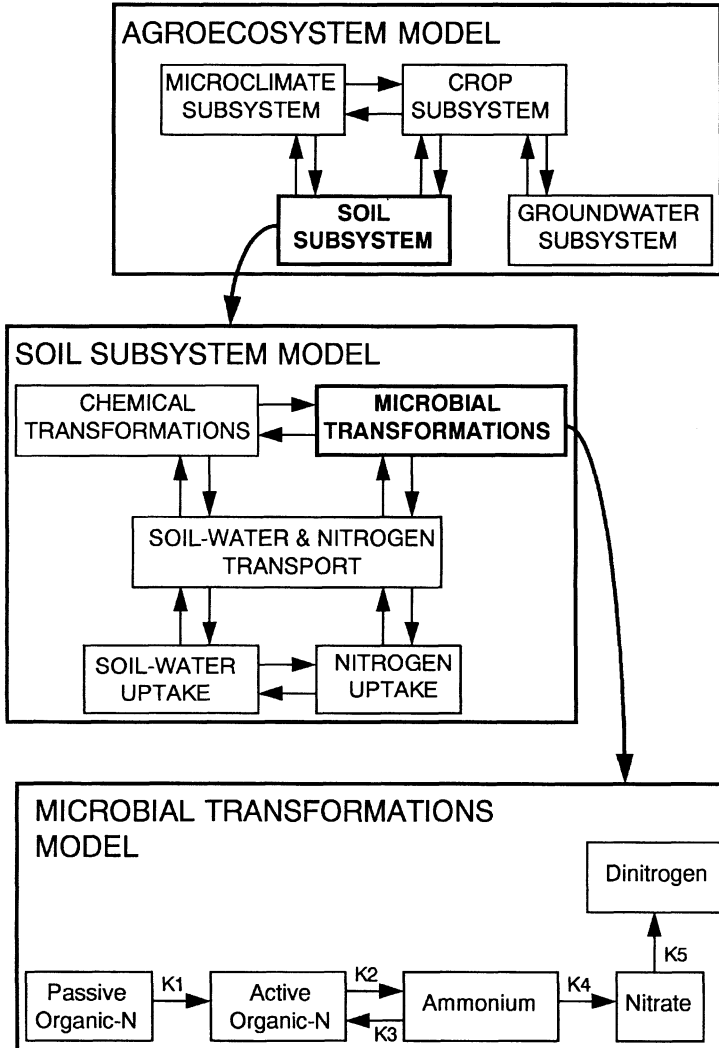 AGROECOSYSTEM MODEL
MICROCLIMATE
SUBSYSTEM
CROP
SUBSYSTEM
SOIL
SUBSYSTEM
GROUNDWATER
SUBSYSTEM
SOIL SUBSYSTEM MODEL
CHEMICAL
TRANSFORMATIONS
MICROBIAL
TRANSFORMATIONS
SOIL-WATER & NITROGEN
TRANSPORT
SOIL-WATER
UPTAKE
NITROGEN
UPTAKE
MICROBIAL TRANSFORMATIONS
MODEL
Dinitrogen
K5
Passive
Organic-N
K1
Active
Organic-N
K2
K3
Ammonium
K4
Nitrate